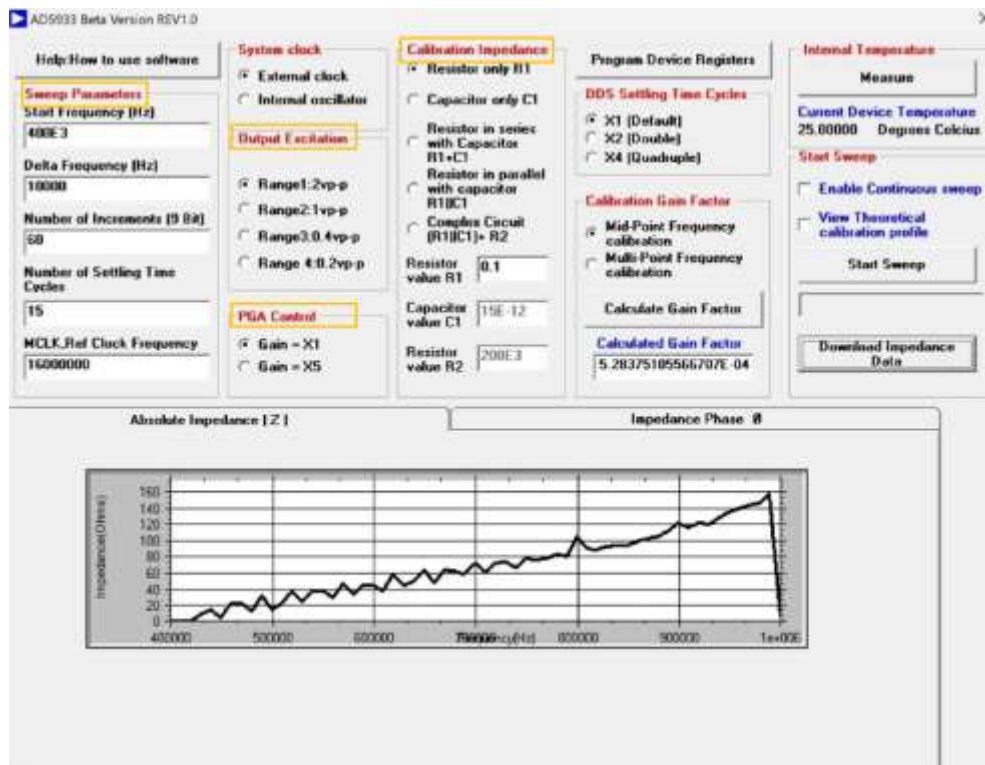 AD5933 Beta Version REV1.0
Help:How to use software
Sweep Parameters
Start Frequency (Hz)
400E3
Delta Frequency (Hz)
10000
Number of Increments (9 Bit)
60
Number of Settling Time
Cycles
15
MCLK,Ref Clock Frequency
16000000
System clock
External clock
Internal oscillator
Output Excitation
Range1:2vp-p
Range2:1vp-p
Range3:0.4vp-p
Range 4:0.2vp-p
PGA Control
Gain = X1
Gain = X5
Calibration Impedance
Resistor only R1
Capacitor only C1
Resistor in series
with Capacitor
R1+C1
Resistor in parallel
with capacitor
R1||C1
Complex Circuit
(R1||C1)+ R2
Resistor
value R1
0.1
Capacitor
value C1
15E-12
Resistor
value R2
200E3
Program Device Registers
DDS Settling Time Cycles
X1 (Default)
X2 (Double)
X4 (Quadruple)
Calibration Gain Factor
Mid-Point Frequency
calibration
Multi-Point Frequency
calibration
Calculate Gain Factor
Calculated Gain Factor
5.28375105566707E-04
Internal Temperature
Measure
Current Device Temperature
25.00000 Degrees Celcius
Start Sweep
Enable Continuous sweep
View Theoretical
calibration profile
Start Sweep
Download Impedance
Data
Absolute Impedance | Z |
Impedance Phase Ø
Impedance(Ohms)
160
140
120
100
80
60
40
20
0
400000 500000 600000 800000 900000 1e+006